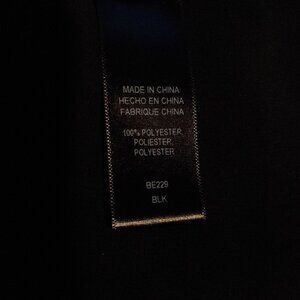 MADE IN CHINA
HECHO EN CHINA
FABRIQUE CHINA
100% POLYESTER,
POLIESTER,
POLYESTER
BE229
BLK